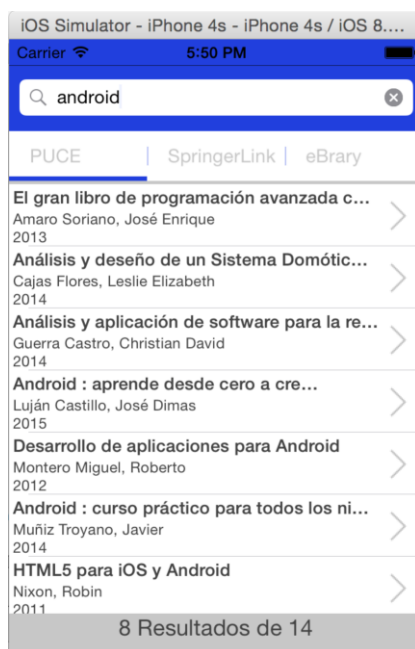 iOS Simulator - iPhone 4s - iPhone 4s / iOS 8....
Carrier 5:50 PM
android
PUCE | SpringerLink | eBrary
El gran libro de programación avanzada c...
Amaro Soriano, José Enrique
2013
Análisis y deseño de un Sistema Domótic...
Cajas Flores, Leslie Elizabeth
2014
Análisis y aplicación de software para la re...
Guerra Castro, Christian David
2014
Android : aprende desde cero a cre...
Luján Castillo, José Dimas
2015
Desarrollo de aplicaciones para Android
Montero Miguel, Roberto
2012
Android : curso práctico para todos los ni...
Muñiz Troyano, Javier
2014
HTML5 para iOS y Android
Nixon, Robin
2011
8 Resultados de 14